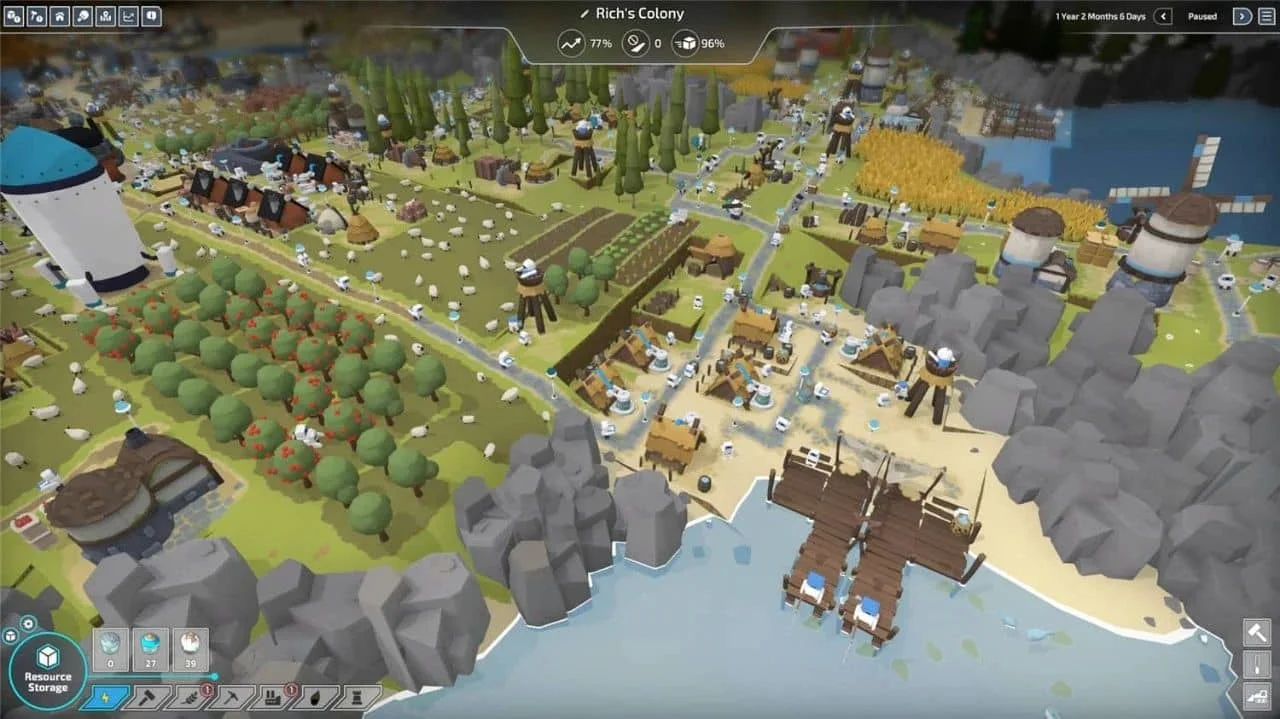 Rich's Colony
77% 0 96%
1 Year 2 Months 6 Days
Paused
0 27 39
Resource
Storage